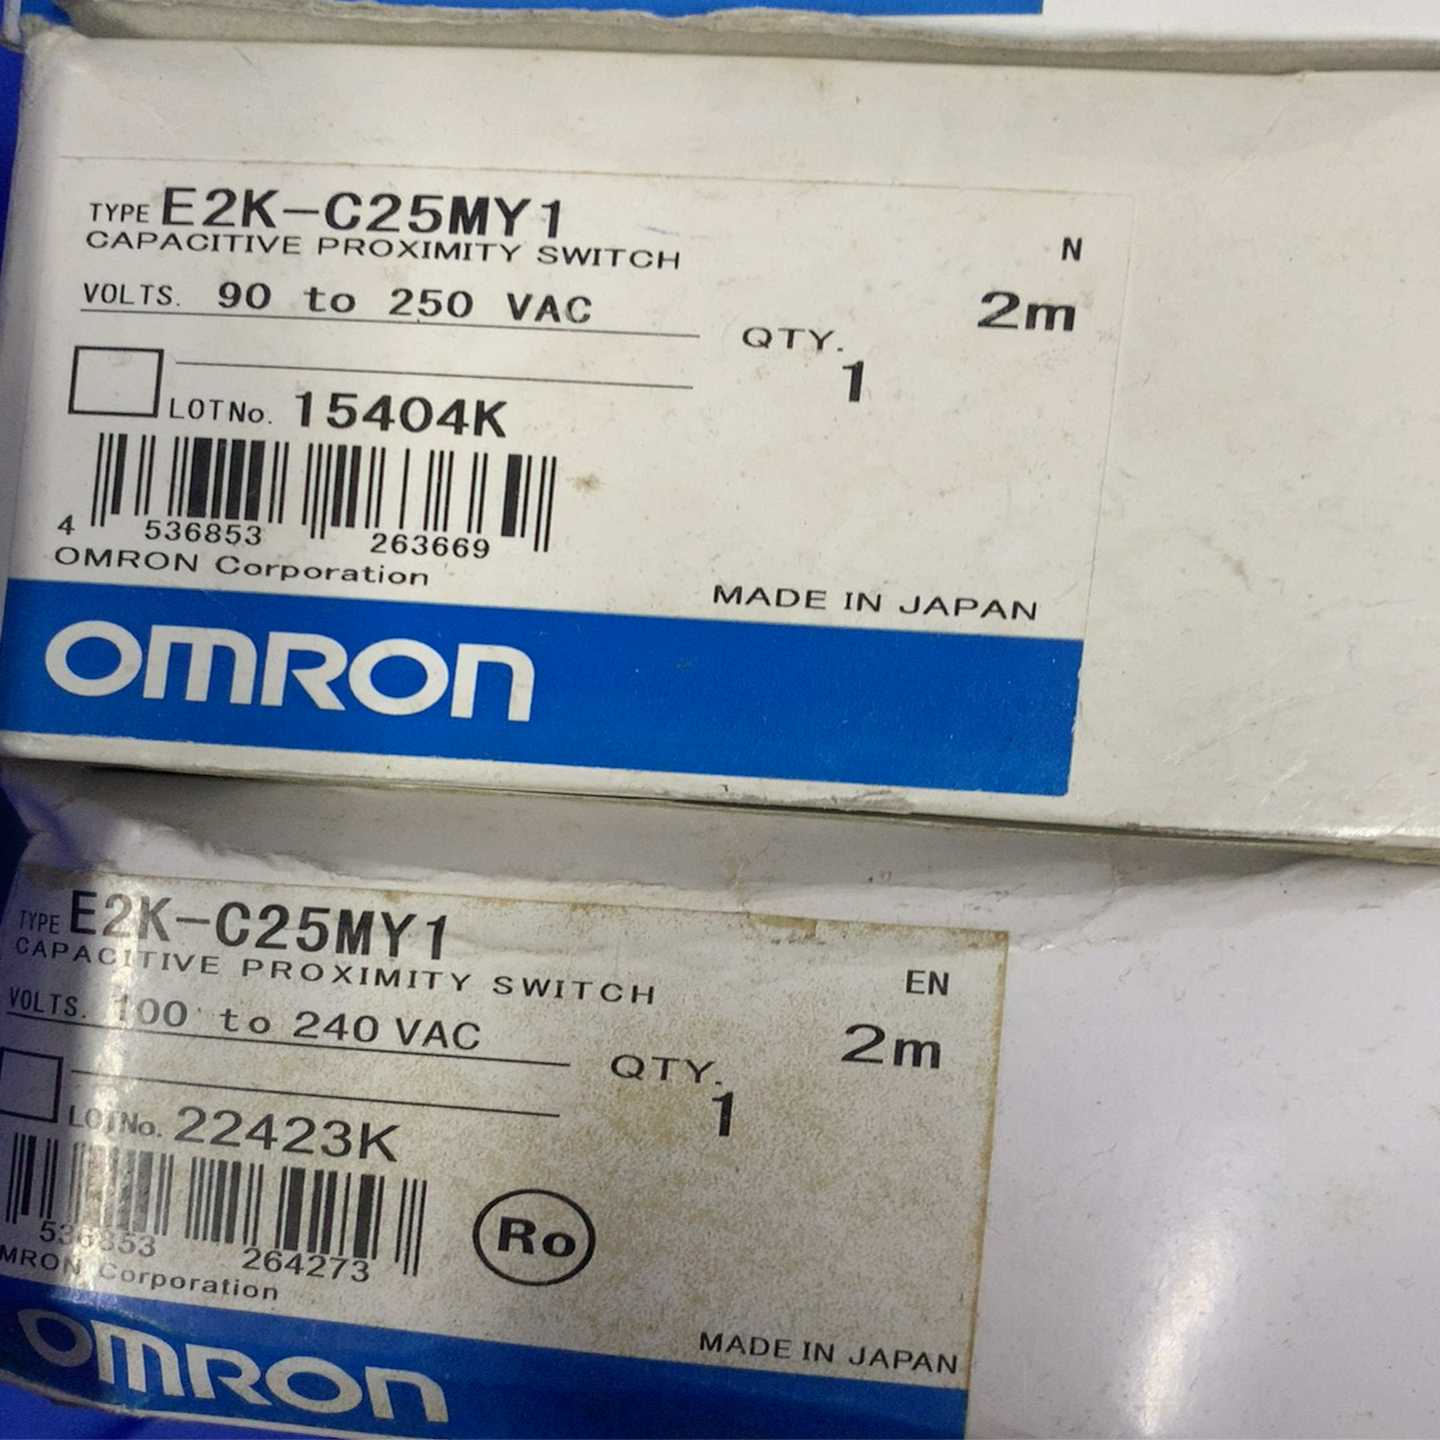 TYPE E2K-C25MY1
CAPACITIVE PROXIMITY SWITCH
N
VOLTS. 90 to 250 VAC
2m
QTY.
1
LOTNo. 15404K
4 536853 263669
OMRON Corporation
MADE IN JAPAN
OMRON
TYPE E2K-C25MY1
CAPACITIVE PROXIMITY SWITCH
EN
VOLTS. 100 to 240 VAC
2m
QTY.
1
LOTNo. 22423K
536853 264273
Ro
MRON Corporation
MADE IN JAPAN
OMRON